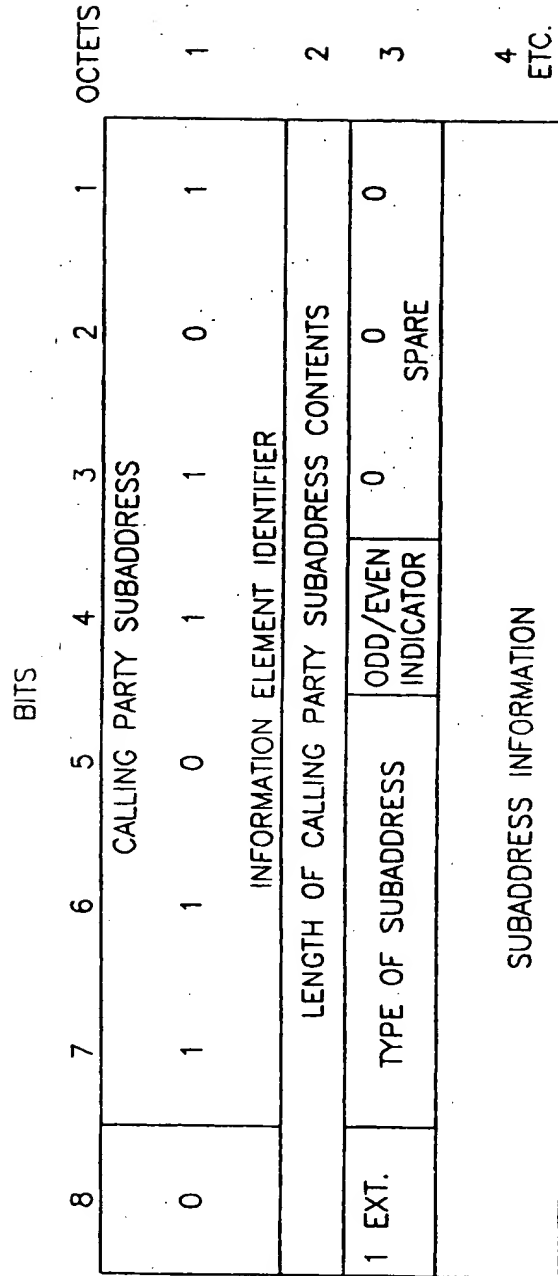 BITS
8 7 6 5 4 3 2 1 OCTETS
CALLING PARTY SUBADDRESS
0 1 1 0 1 1 0 1 1
INFORMATION ELEMENT IDENTIFIER
LENGTH OF CALLING PARTY SUBADDRESS CONTENTS 2
1 EXT. TYPE OF SUBADDRESS ODD/EVEN INDICATOR 0 0 0 3
SPARE
SUBADDRESS INFORMATION 4
ETC.